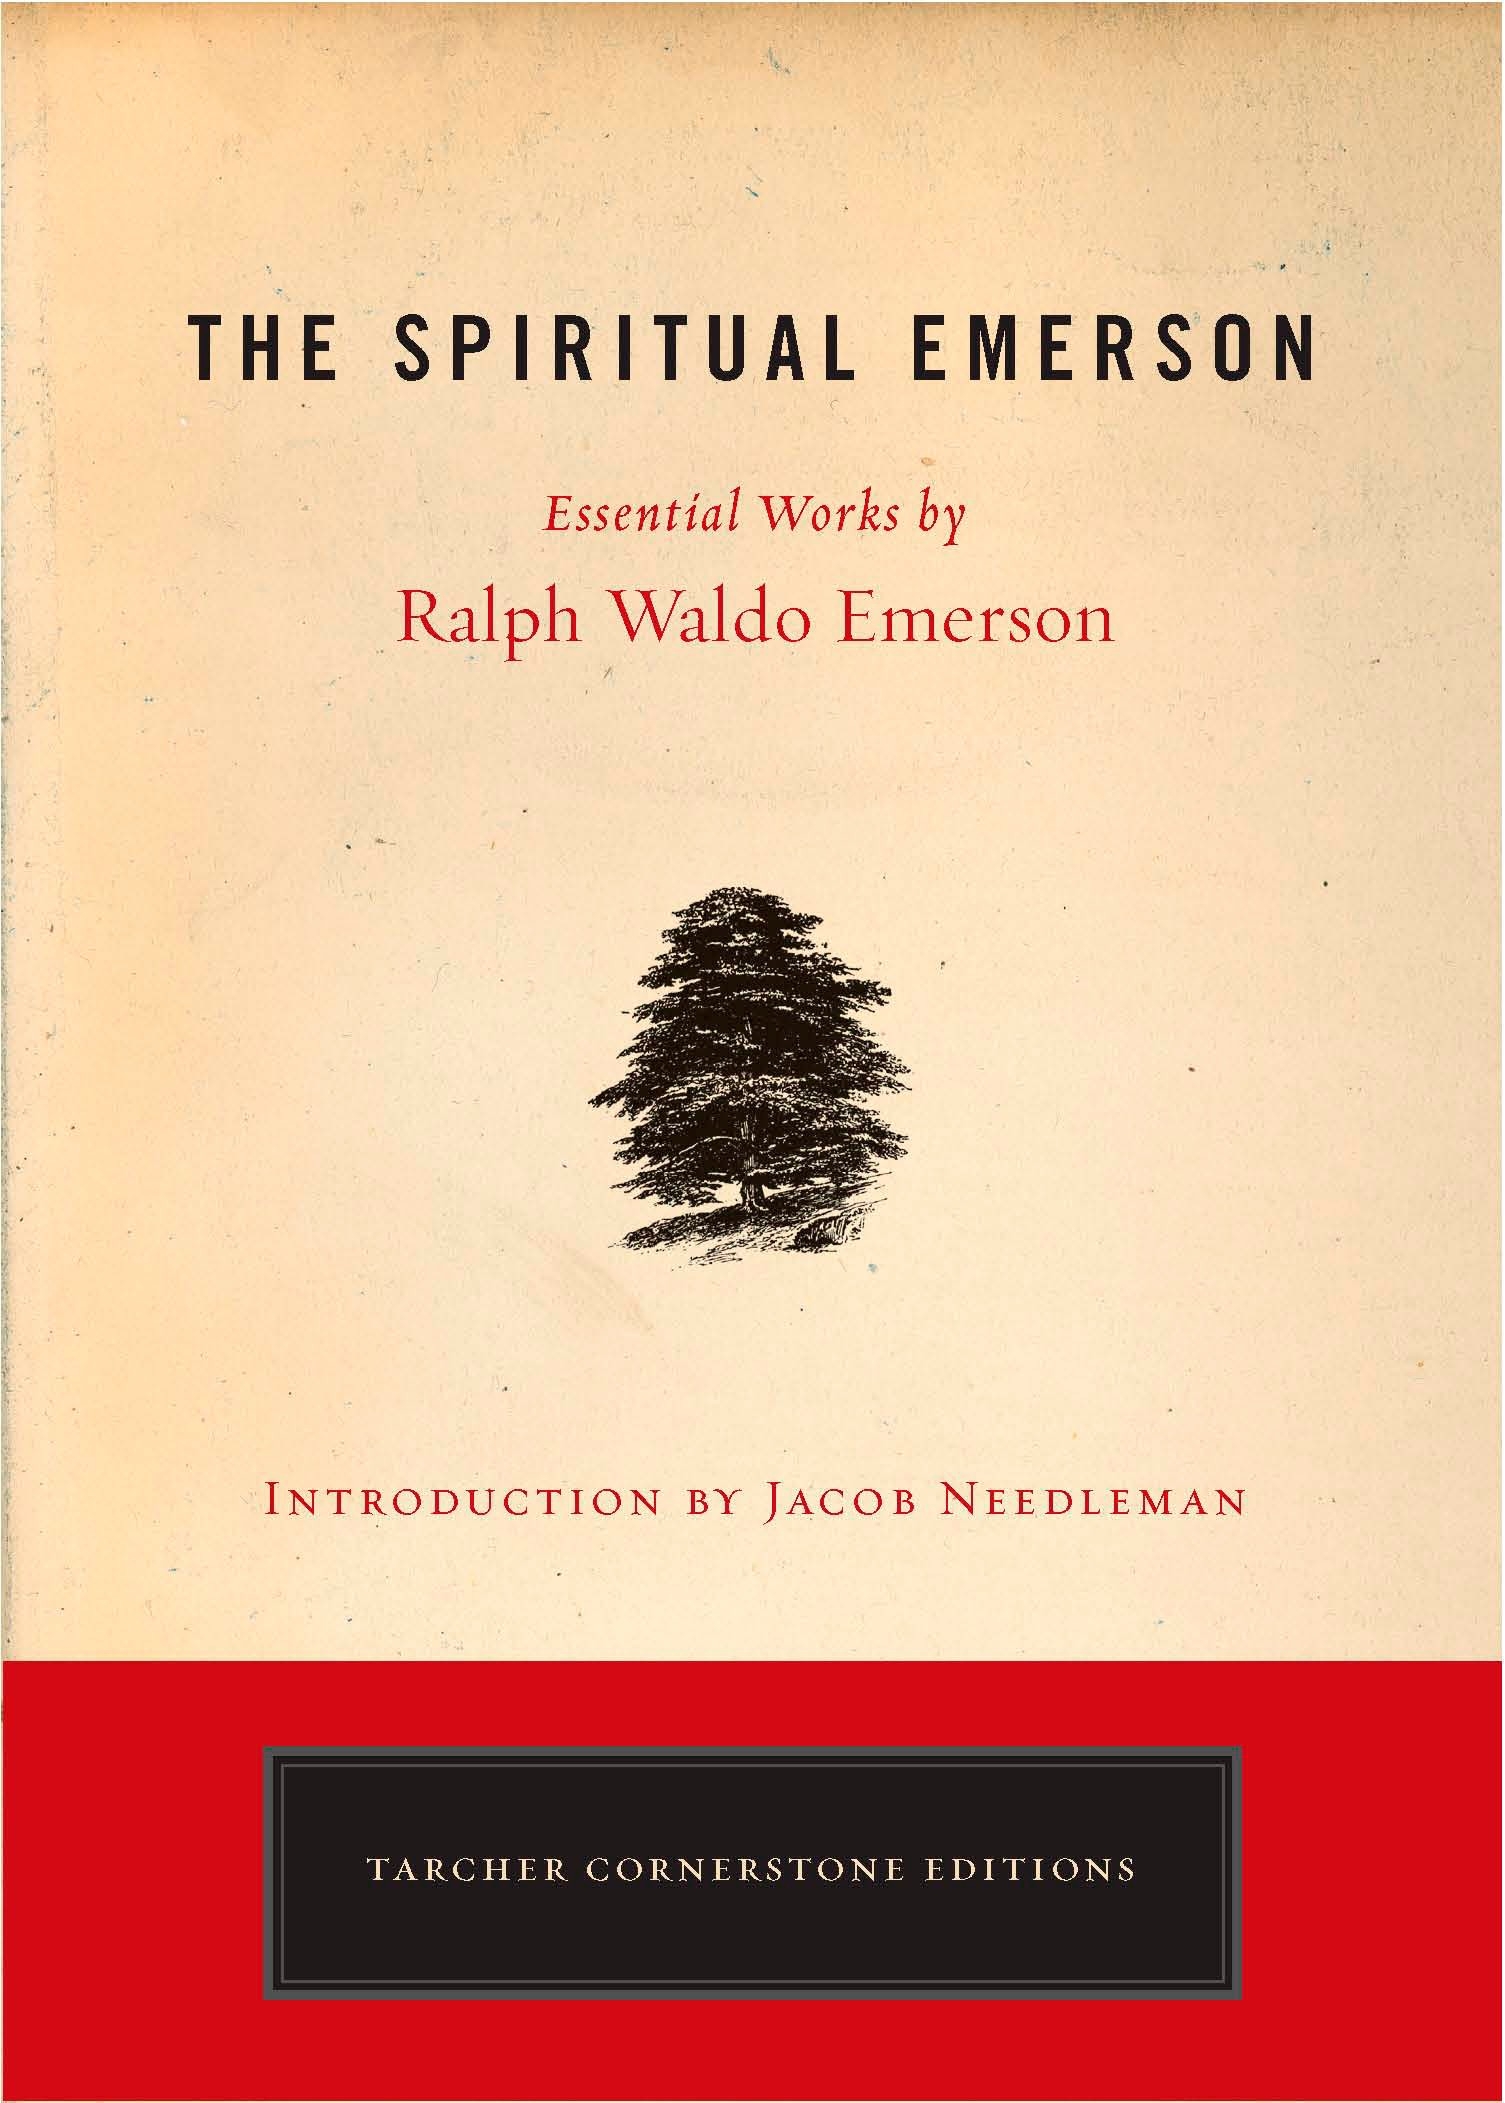 THE SPIRITUAL EMERSON
Essential Works by
Ralph Waldo Emerson
INTRODUCTION BY JACOB NEEDLEMAN
TARCHER CORNERSTONE EDITIONS